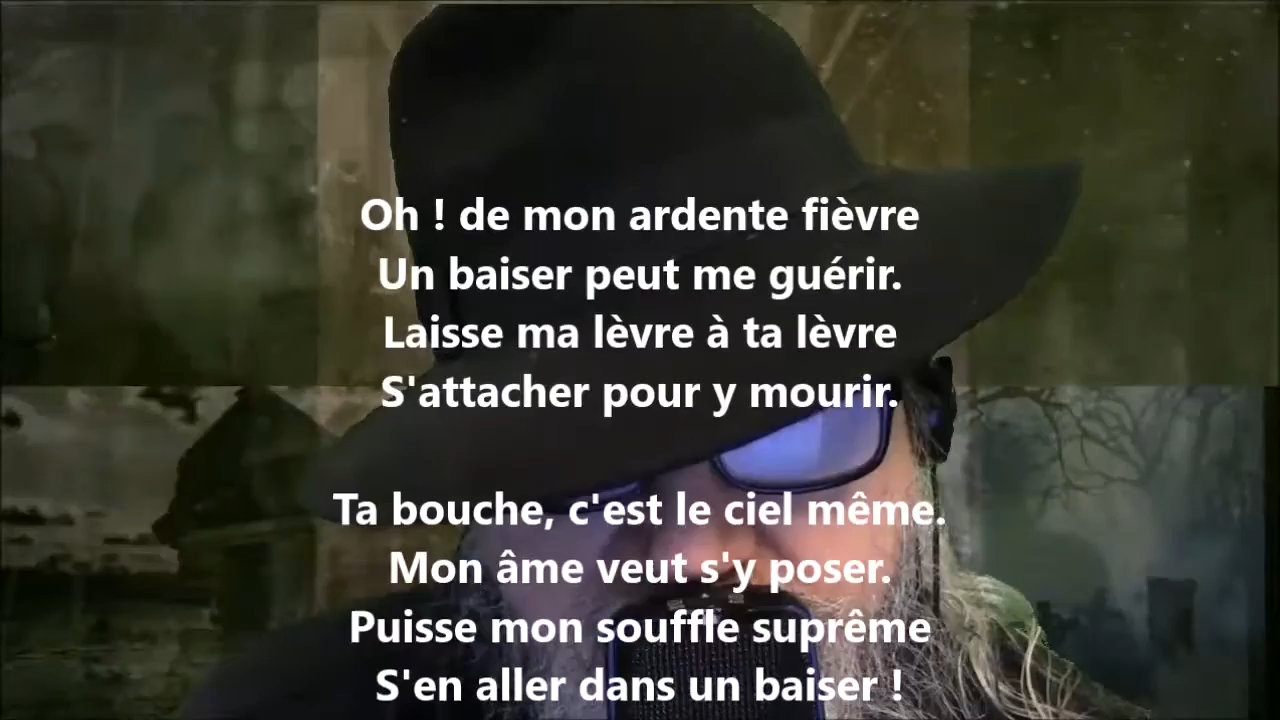 Oh ! de mon ardente fièvre
Un baiser peut me guérir.
Laisse ma lèvre à ta lèvre
S'attacher pour y mourir.
Ta bouche, c'est le ciel même.
Mon âme veut s'y poser.
Puisse mon souffle suprême
S'en aller dans un baiser !